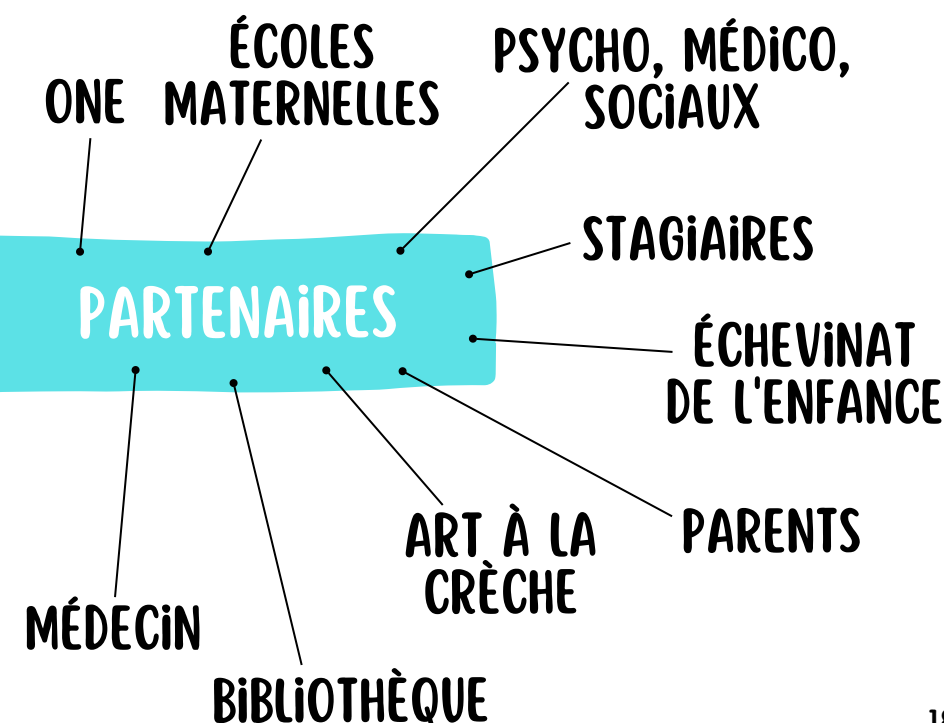 ONE
ÉCOLES
MATERNELLES
PSYCHO, MÉDiCO,
SOCiAUX
STAGiAiRES
PARTENAiRES
ÉCHEViNAT
DE L'ENFANCE
ART À LA
CRÈCHE
PARENTS
MÉDECiN
BiBLiOTHÈQUE